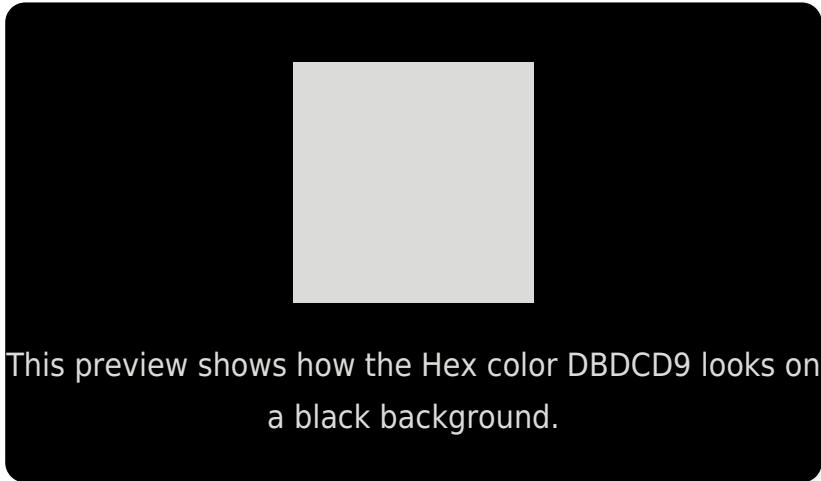 This preview shows how the Hex color DBDCD9 looks on
a black background.